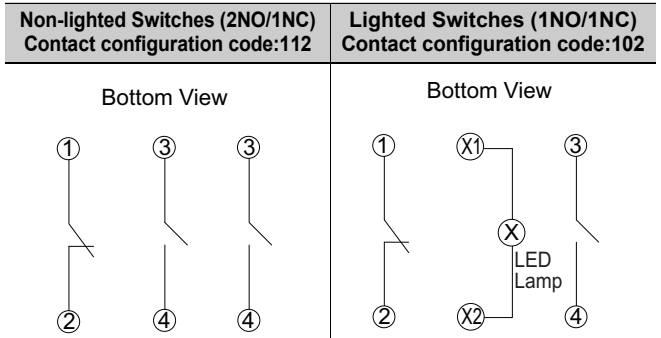 Non-lighted Switches (2NO/1NC)
Contact configuration code:112
Bottom View
1 3 3
2 4 4
Lighted Switches (1NO/1NC)
Contact configuration code:102
Bottom View
1 X1 3
X
LED
Lamp
2 X2 4